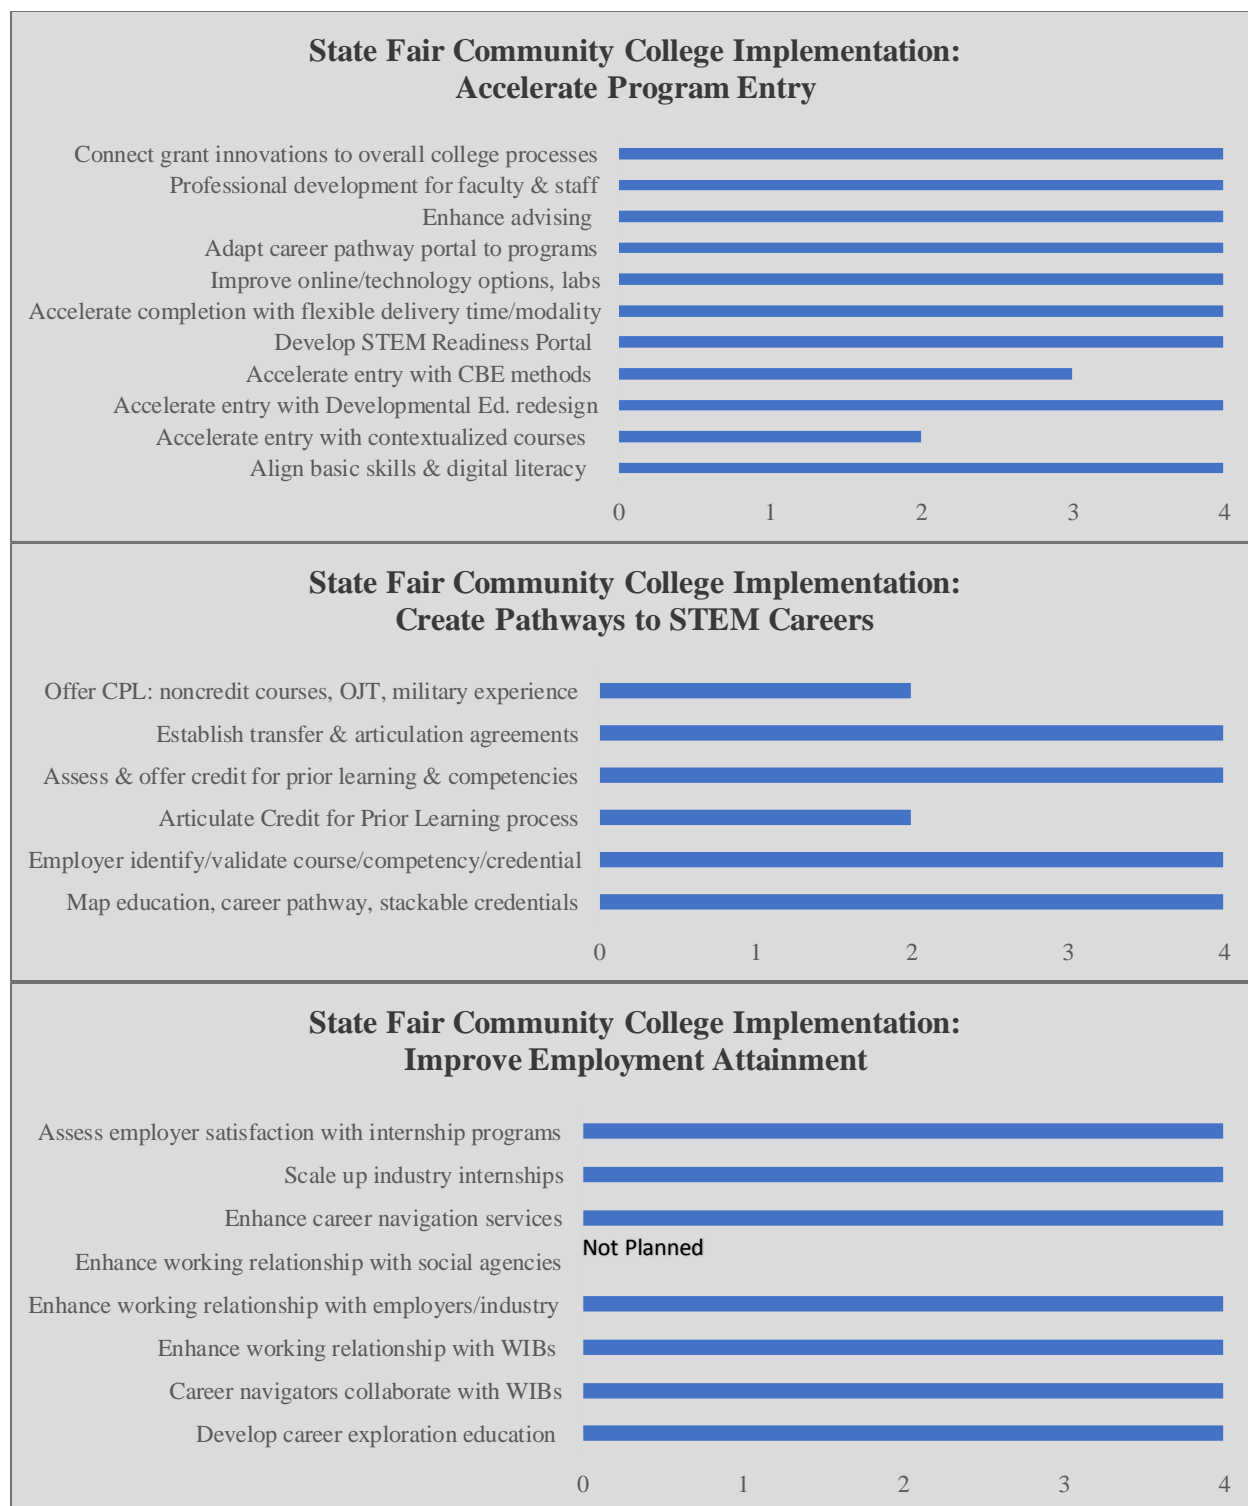 State Fair Community College Implementation:
Accelerate Program Entry
Connect grant innovations to overall college processes
Professional development for faculty & staff
Enhance advising
Adapt career pathway portal to programs
Improve online/technology options, labs
Accelerate completion with flexible delivery time/modality
Develop STEM Readiness Portal
Accelerate entry with CBE methods
Accelerate entry with Developmental Ed. redesign
Accelerate entry with contextualized courses
Align basic skills & digital literacy
0 1 2 3 4
State Fair Community College Implementation:
Create Pathways to STEM Careers
Offer CPL: noncredit courses, OJT, military experience
Establish transfer & articulation agreements
Assess & offer credit for prior learning & competencies
Articulate Credit for Prior Learning process
Employer identify/validate course/competency/credential
Map education, career pathway, stackable credentials
0 1 2 3 4
State Fair Community College Implementation:
Improve Employment Attainment
Assess employer satisfaction with internship programs
Scale up industry internships
Enhance career navigation services
Not Planned
Enhance working relationship with social agencies
Enhance working relationship with employers/industry
Enhance working relationship with WIBs
Career navigators collaborate with WIBs
Develop career exploration education
0 1 2 3 4